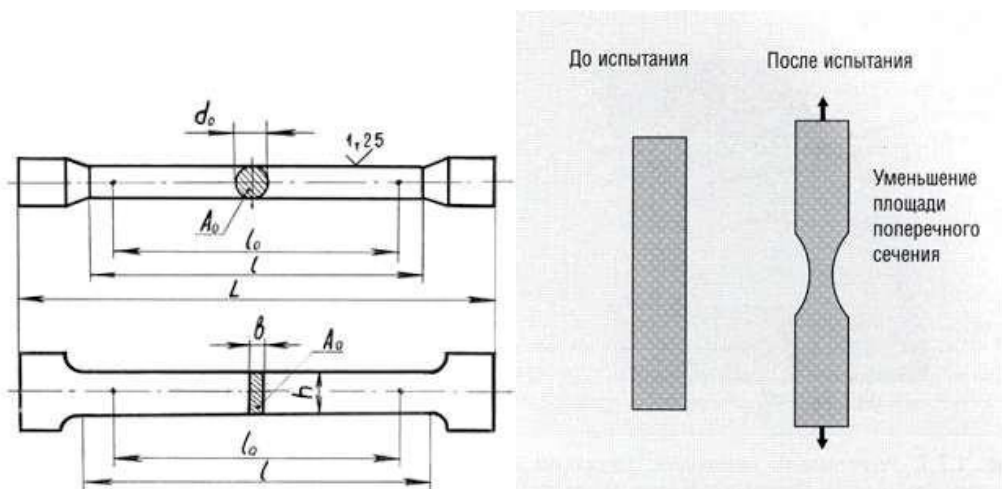 d₀
1,25
A₀
l₀
l
L
в
A₀
h
l₀
l
До испытания
После испытания
Уменьшение
площади
поперечного
сечения